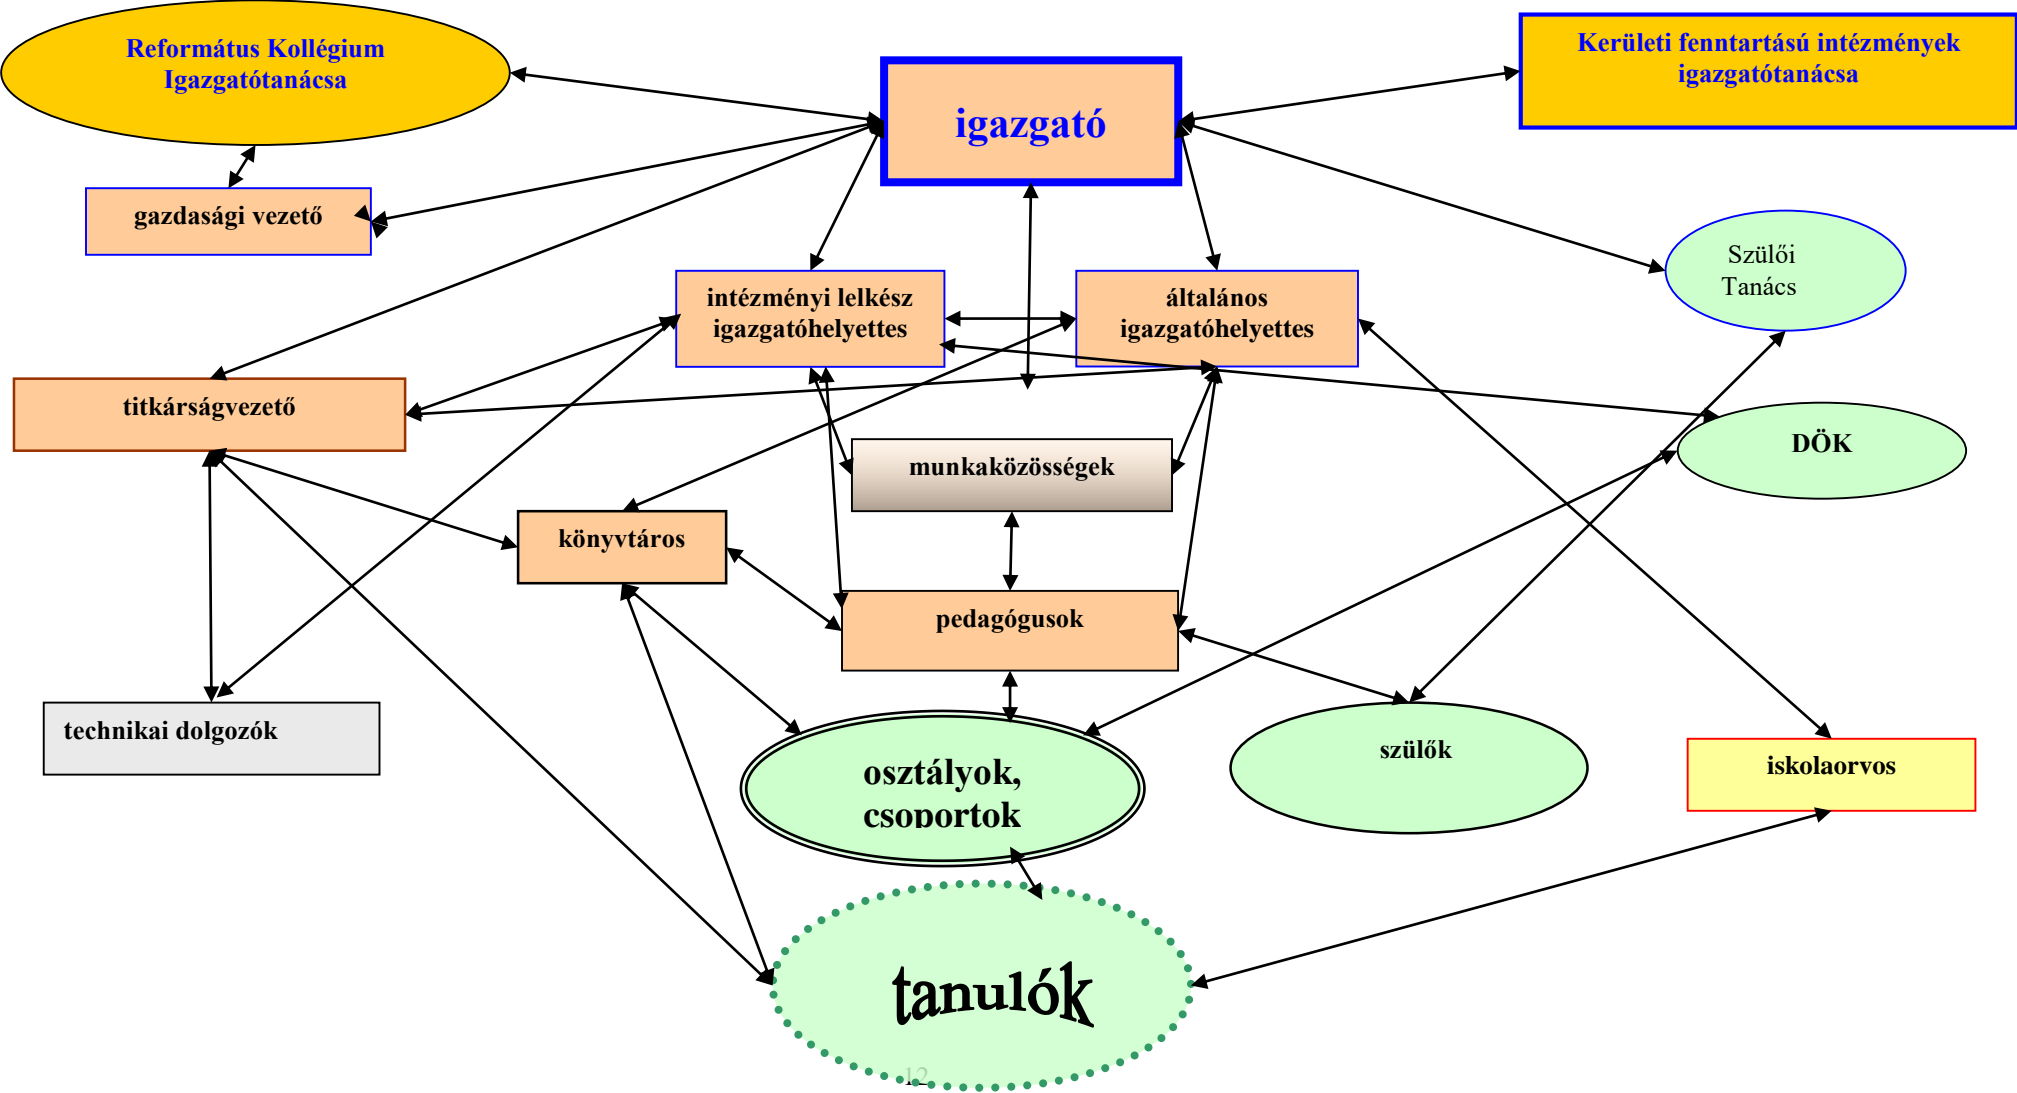 Református Kollégium
Igazgatótanácsa
Kerületi fenntartású intézmények
igazgatótanácsa
igazgató
gazdasági vezető
Szülői
Tanács
intézményi lelkész
igazgatóhelyettes
általános
igazgatóhelyettes
titkárságvezető
DÖK
munkaközösségek
könyvtáros
pedagógusok
technikai dolgozók
szülők
iskolaorvos
osztályok,
csoportok
tanulók
12